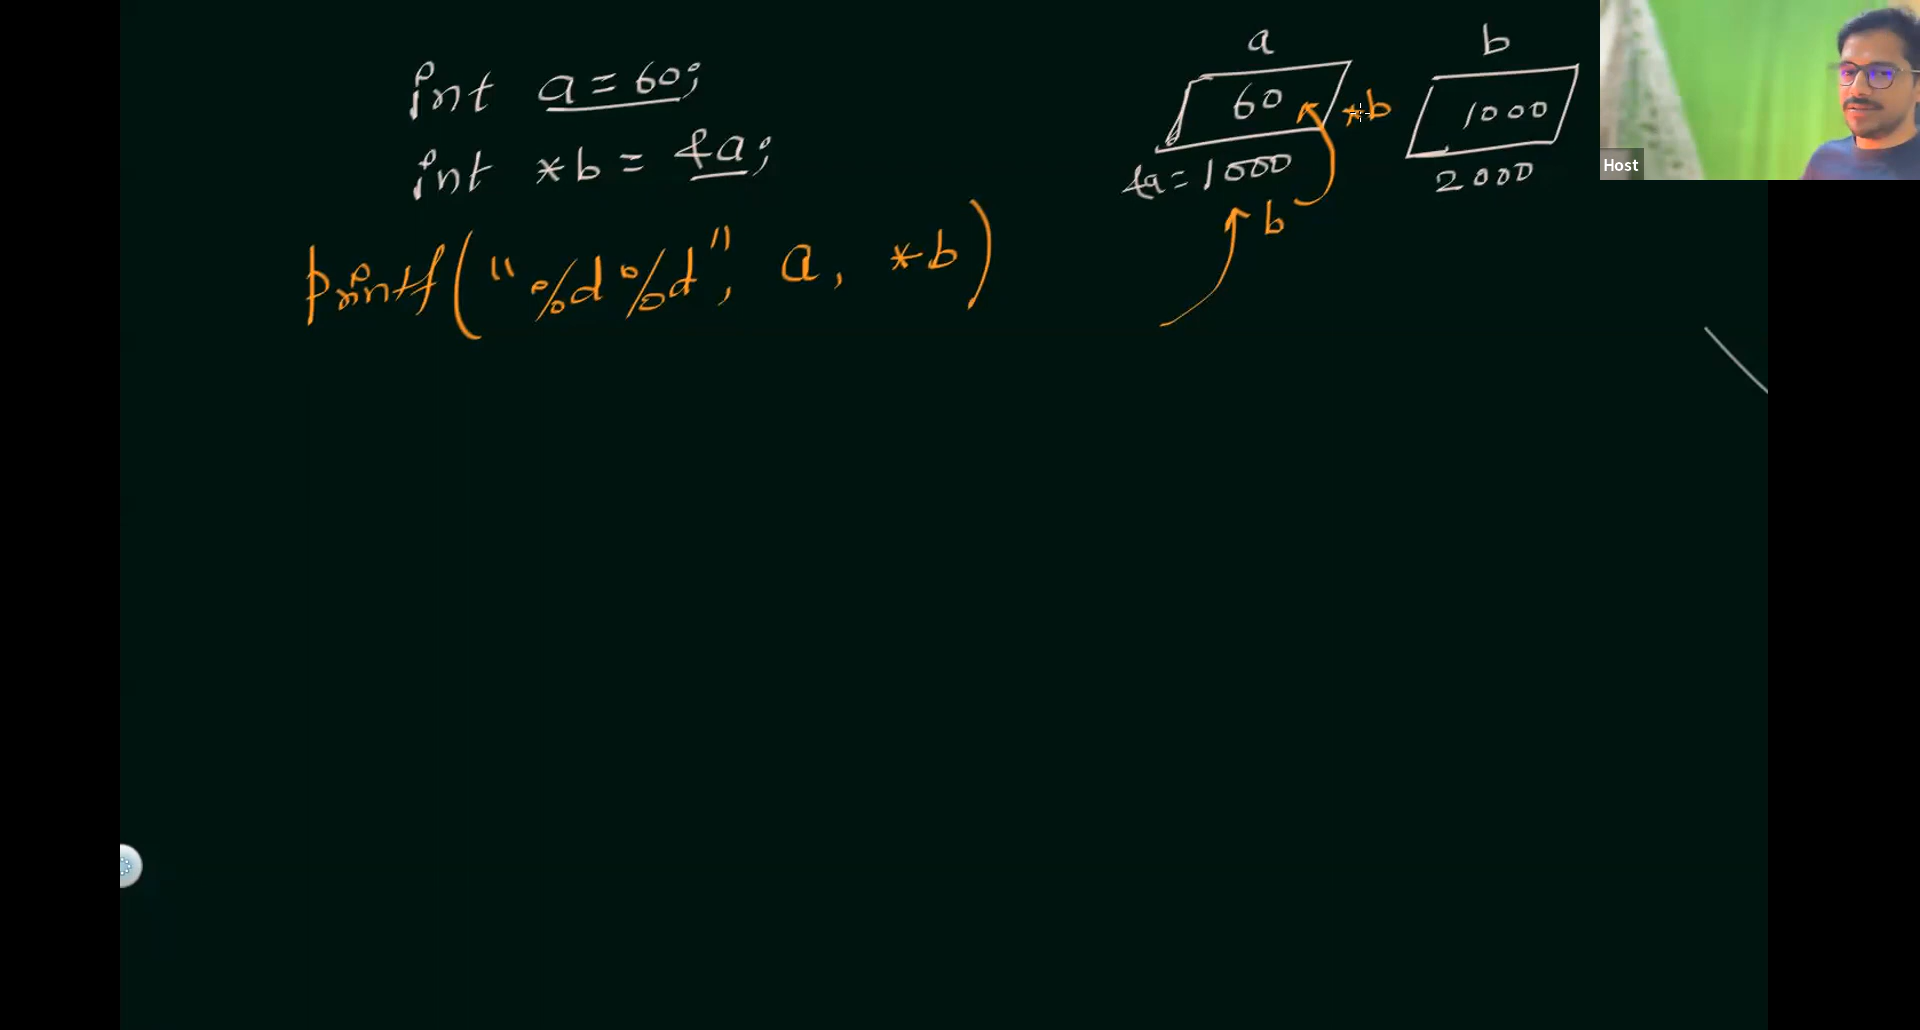 int a = 60;
int *b = &a;
printf("%d%d", a, *b)
a
60
&a = 1000
b
*b
b
1000
2000
Host